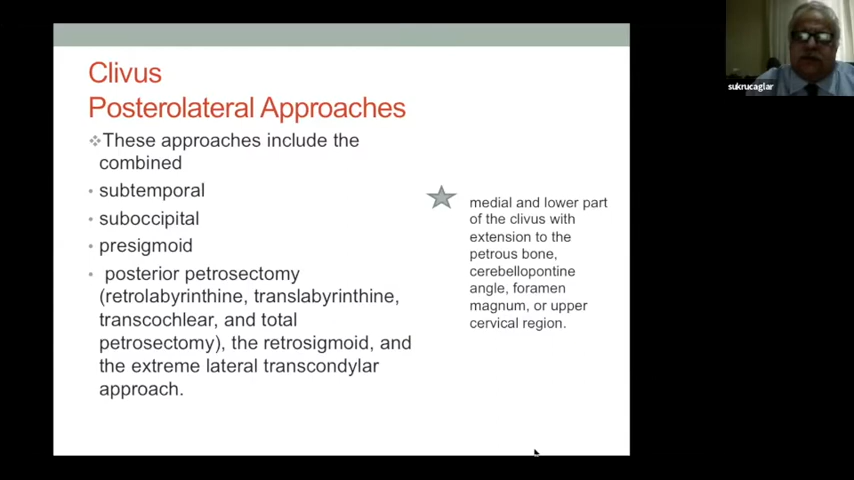 Clivus
Posterolateral Approaches
❖These approaches include the
combined
• subtemporal
• suboccipital
• presigmoid
• posterior petrosectomy
(retrolabyrinthine, translabyrinthine,
transcochlear, and total
petrosectomy), the retrosigmoid, and
the extreme lateral transcondylar
approach.
medial and lower part
of the clivus with
extension to the
petrous bone,
cerebellopontine
angle, foramen
magnum, or upper
cervical region.
sukrucaglar